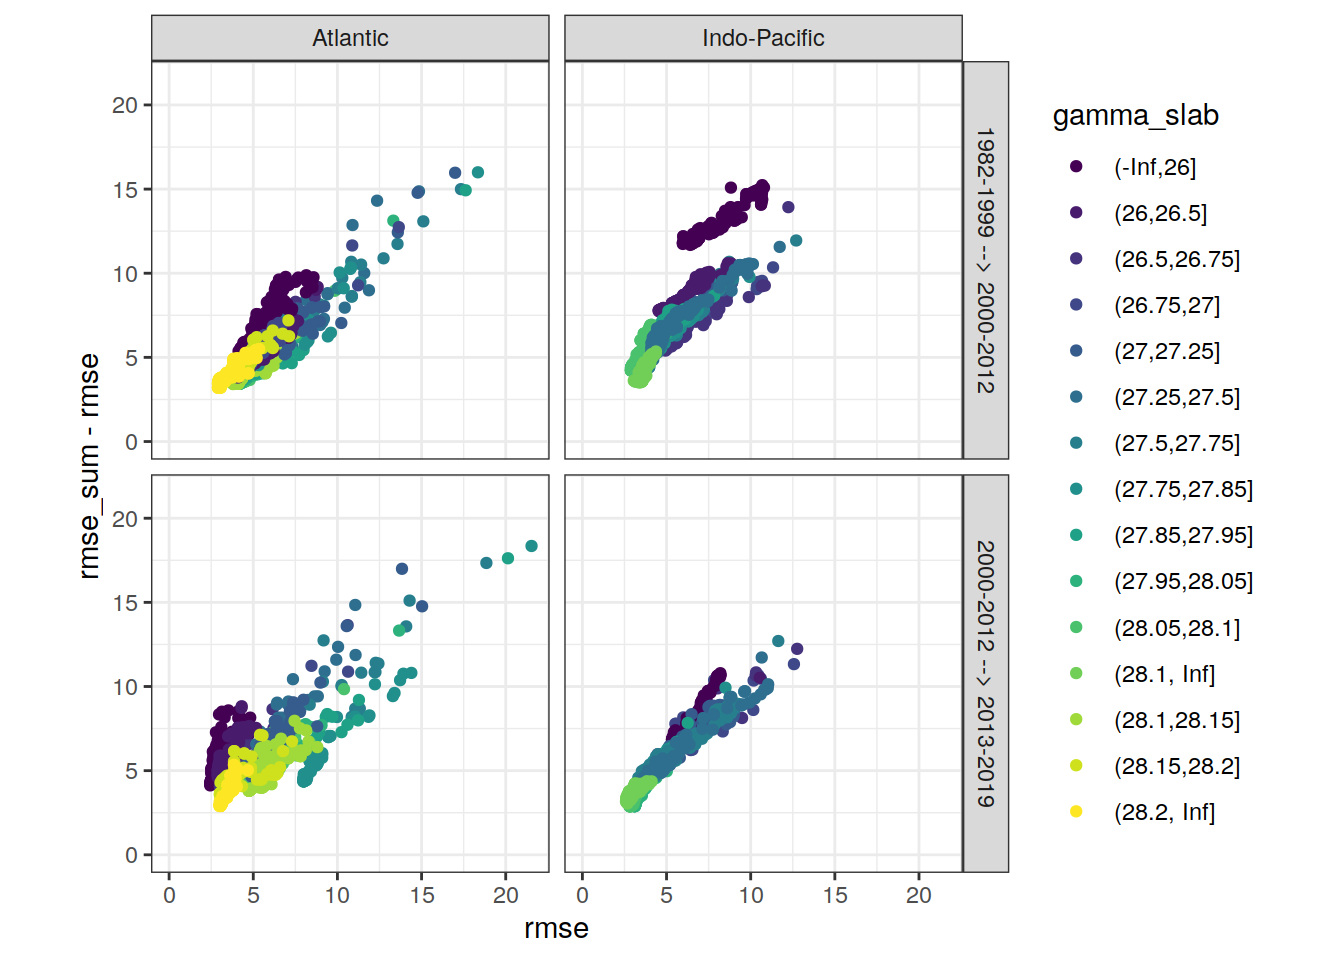 Atlantic
Indo-Pacific
20
15
10
5
0
1982-1999 --> 2000-2012
20
15
10
5
0
2000-2012 --> 2013-2019
0 5 10 15 20
0 5 10 15 20
rmse
rmse_sum - rmse
gamma_slab
(-Inf,26]
(26,26.5]
(26.5,26.75]
(26.75,27]
(27,27.25]
(27.25,27.5]
(27.5,27.75]
(27.75,27.85]
(27.85,27.95]
(27.95,28.05]
(28.05,28.1]
(28.1, Inf]
(28.1,28.15]
(28.15,28.2]
(28.2, Inf]